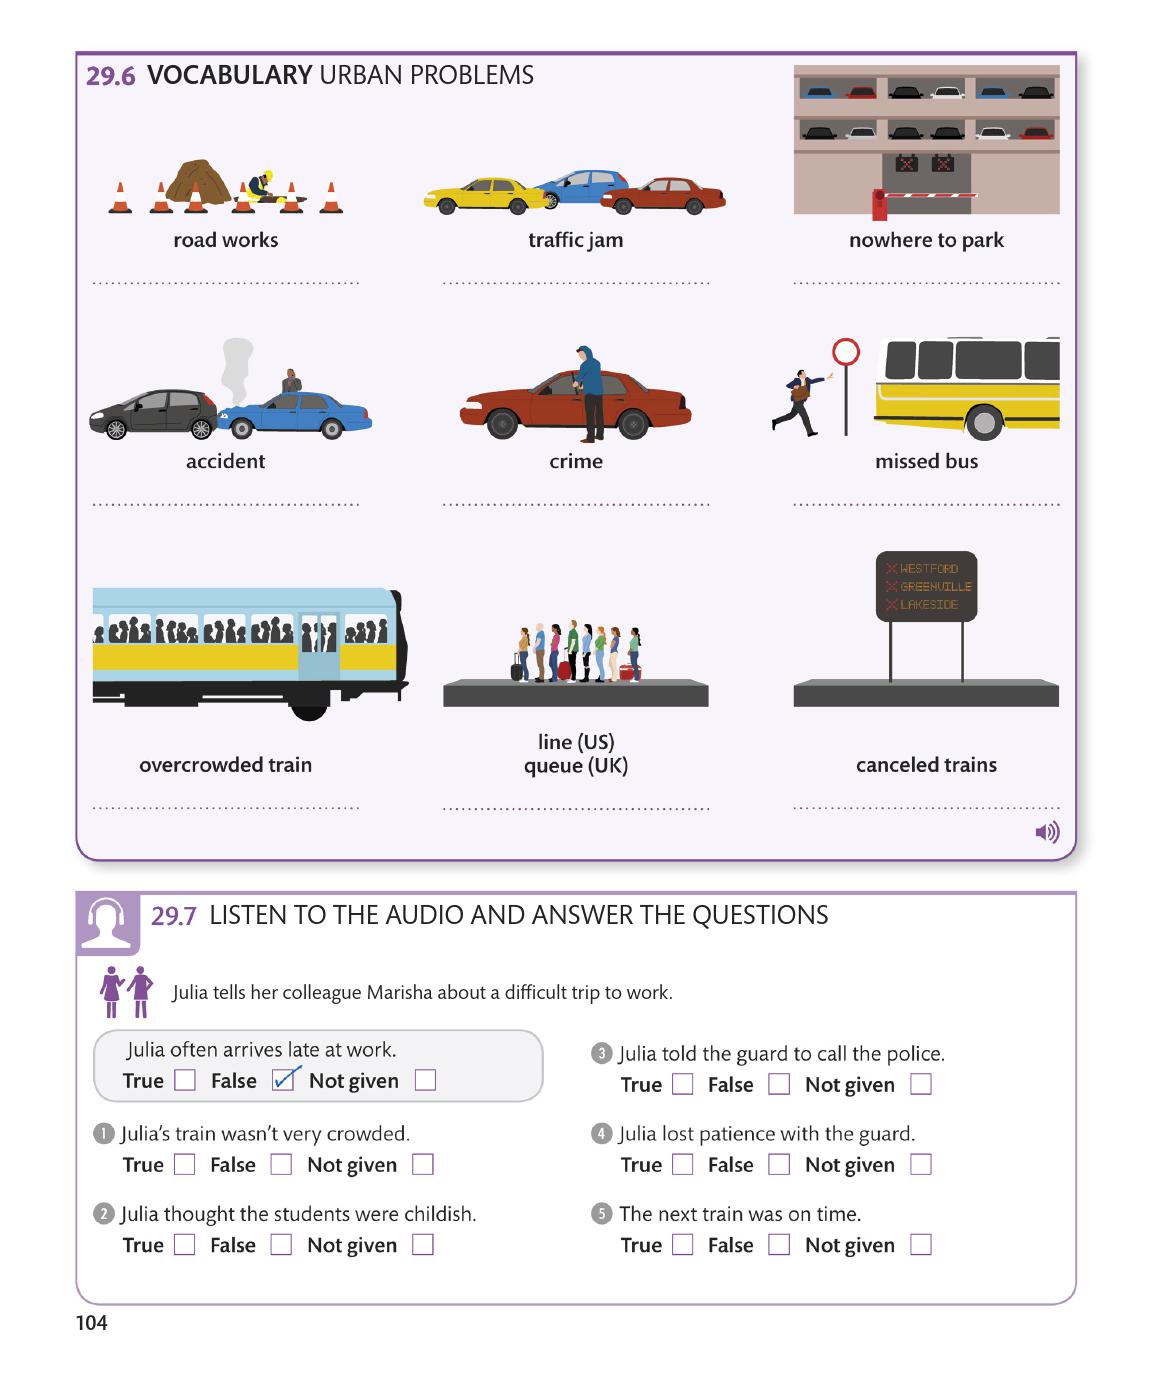 29.6 VOCABULARY URBAN PROBLEMS
road works
traffic jam
nowhere to park
accident
crime
missed bus
WESTFORD
GREENVILLE
LAKESIDE
overcrowded train
line (US)
queue (UK)
canceled trains
29.7 LISTEN TO THE AUDIO AND ANSWER THE QUESTIONS
Julia tells her colleague Marisha about a difficult trip to work.
Julia often arrives late at work.
True False Not given
1 Julia's train wasn't very crowded.
True False Not given
2 Julia thought the students were childish.
True False Not given
3 Julia told the guard to call the police.
True False Not given
4 Julia lost patience with the guard.
True False Not given
5 The next train was on time.
True False Not given
104